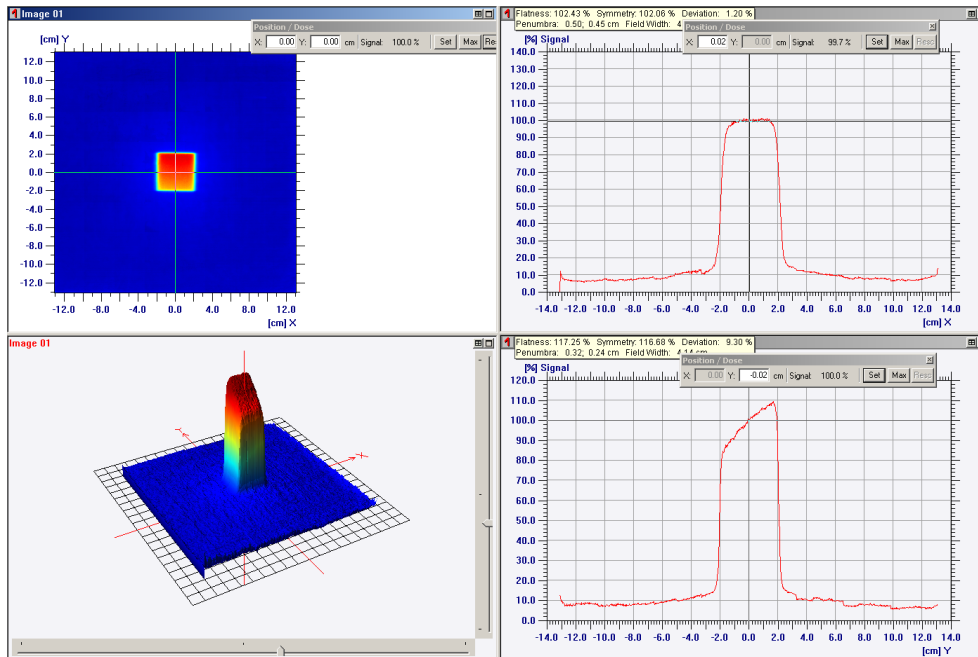 Image 01
Position / Dose
X: 0.00 Y: 0.00 cm Signal: 100.0 % Set Max
[cm] Y
12.0
10.0
8.0
6.0
4.0
2.0
0.0
-2.0
-4.0
-6.0
-8.0
-10.0
-12.0
-12.0 -8.0 -4.0 0.0 4.0 8.0 12.0
[cm] X
Flatness: 102.43 % Symmetry: 102.06 % Deviation: 1.20 %
Penumbra: 0.50; 0.45 cm Field Width: 4
Position / Dose
X: 0.02 Y: 0.00 cm Signal: 99.7 % Set Max Resc
[%] Signal
140.0
130.0
120.0
110.0
100.0
90.0
80.0
70.0
60.0
50.0
40.0
30.0
20.0
10.0
0.0
-14.0 -12.0 -10.0 -8.0 -6.0 -4.0 -2.0 0.0 2.0 4.0 6.0 8.0 10.0 12.0 14.0
[cm] X
Image 01
Y
X
Flatness: 117.25 % Symmetry: 116.68 % Deviation: 9.30 %
Penumbra: 0.32; 0.24 cm Field Width: 4.14 cm
Position / Dose
X: 0.00 Y: -0.02 cm Signal: 100.0 % Set Max Resc
[%] Signal
120.0
110.0
100.0
90.0
80.0
70.0
60.0
50.0
40.0
30.0
20.0
10.0
0.0
-14.0 -12.0 -10.0 -8.0 -6.0 -4.0 -2.0 0.0 2.0 4.0 6.0 8.0 10.0 12.0 14.0
[cm] Y